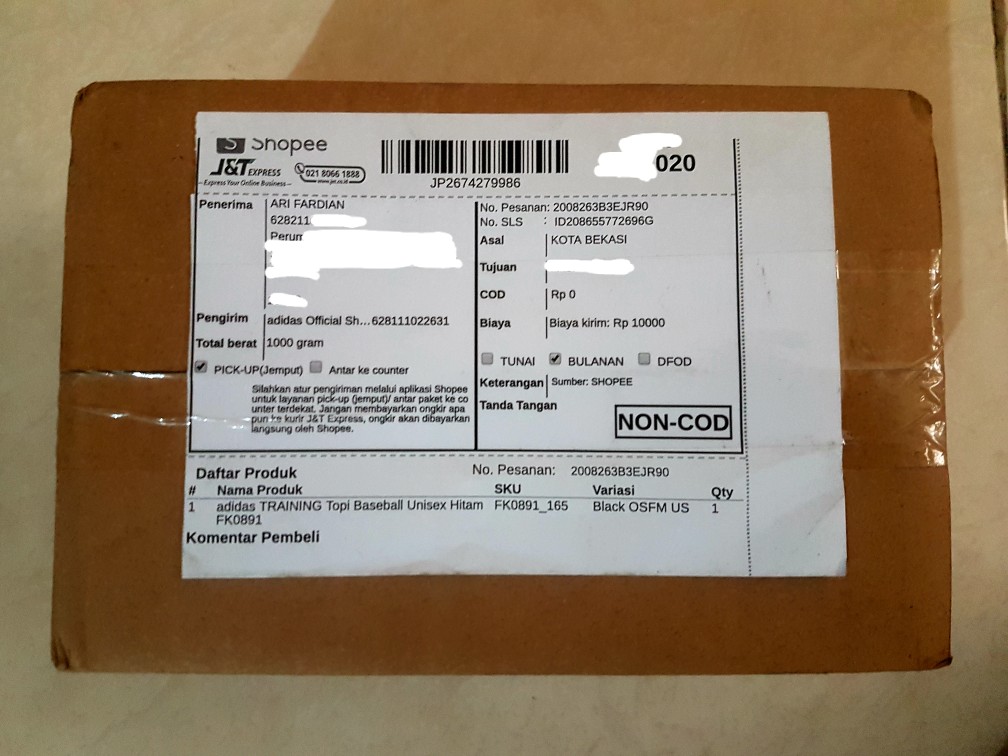 Shopee
J&T EXPRESS
Express Your Online Business
021 8066 1888
www.jet.co.id
JP2674279986
020
Penerima
ARI FARDIAN
628211
Perum
Pengirim
adidas Official Sh...628111022631
Total berat
1000 gram
PICK-UP(Jemput)
Antar ke counter
Silahkan atur pengiriman melalui aplikasi Shopee
untuk layanan pick-up (jemput)/ antar paket ke co
unter terdekat. Jangan membayarkan ongkir apa
pun ke kurir J&T Express, ongkir akan dibayarkan
langsung oleh Shopee.
No. Pesanan: 2008263B3EJR90
No. SLS : ID208655772696G
Asal
KOTA BEKASI
Tujuan
COD
Rp 0
Biaya
Biaya kirim: Rp 10000
TUNAI
BULANAN
DFOD
Keterangan
Sumber: SHOPEE
Tanda Tangan
NON-COD
Daftar Produk
No. Pesanan: 2008263B3EJR90
# Nama Produk SKU Variasi Qty
1 adidas TRAINING Topi Baseball Unisex Hitam FK0891_165 Black OSFM US 1
FK0891
Komentar Pembeli